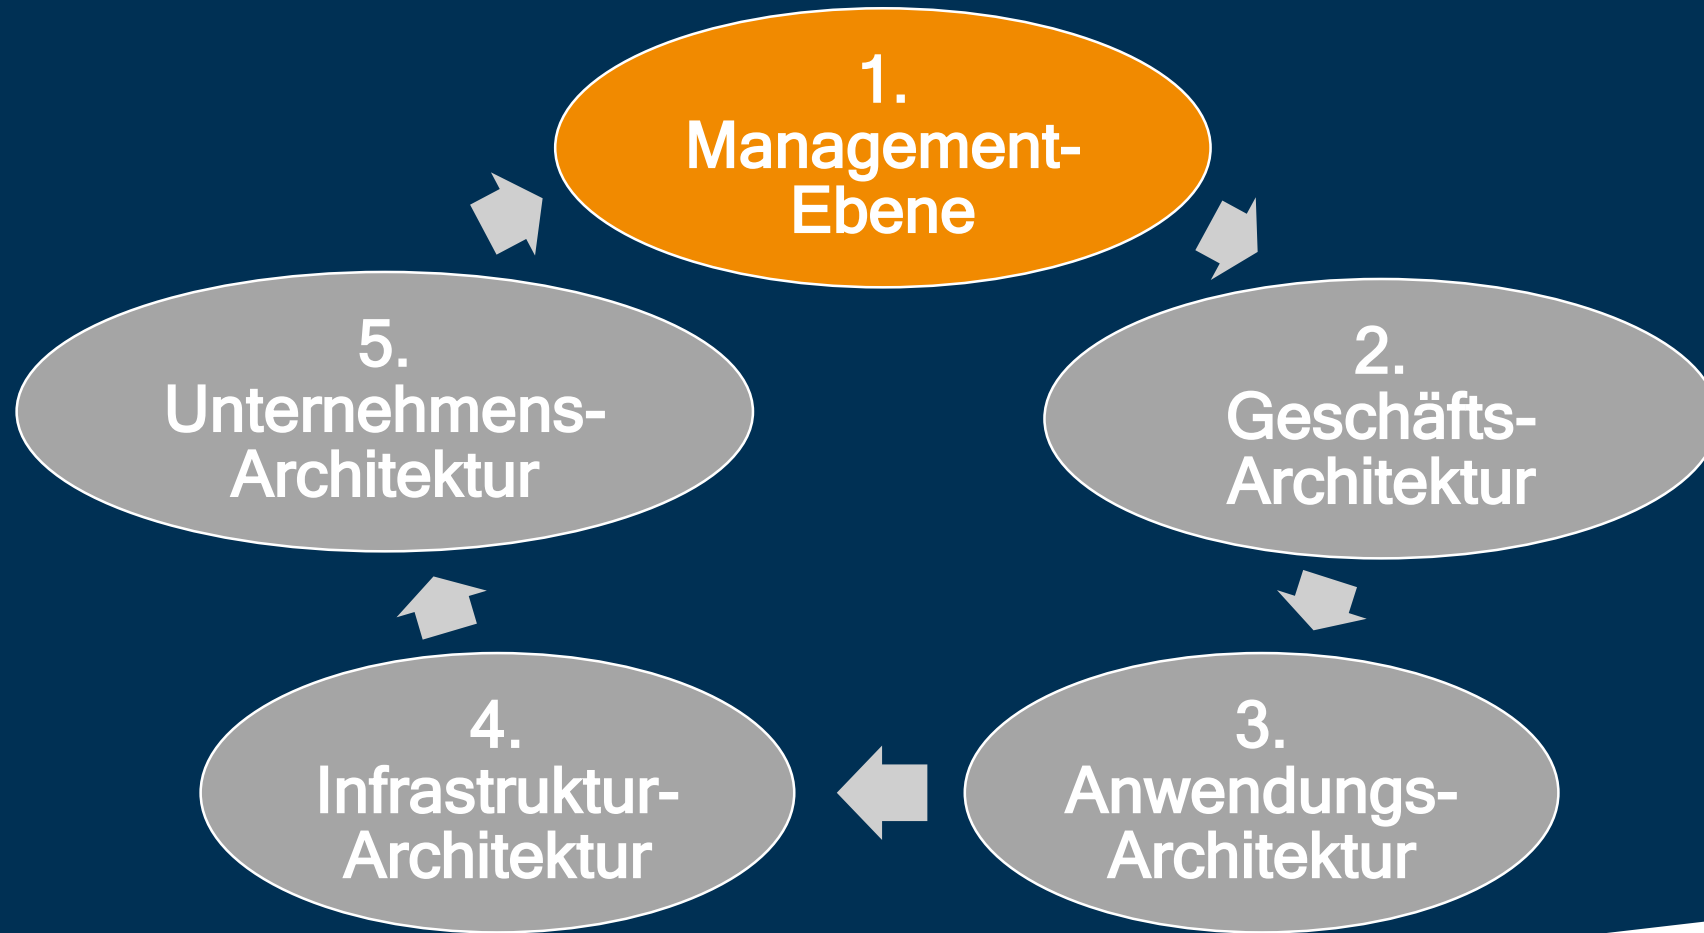 1.
Management-
Ebene
2.
Geschäfts-
Architektur
3.
Anwendungs-
Architektur
4.
Infrastruktur-
Architektur
5.
Unternehmens-
Architektur